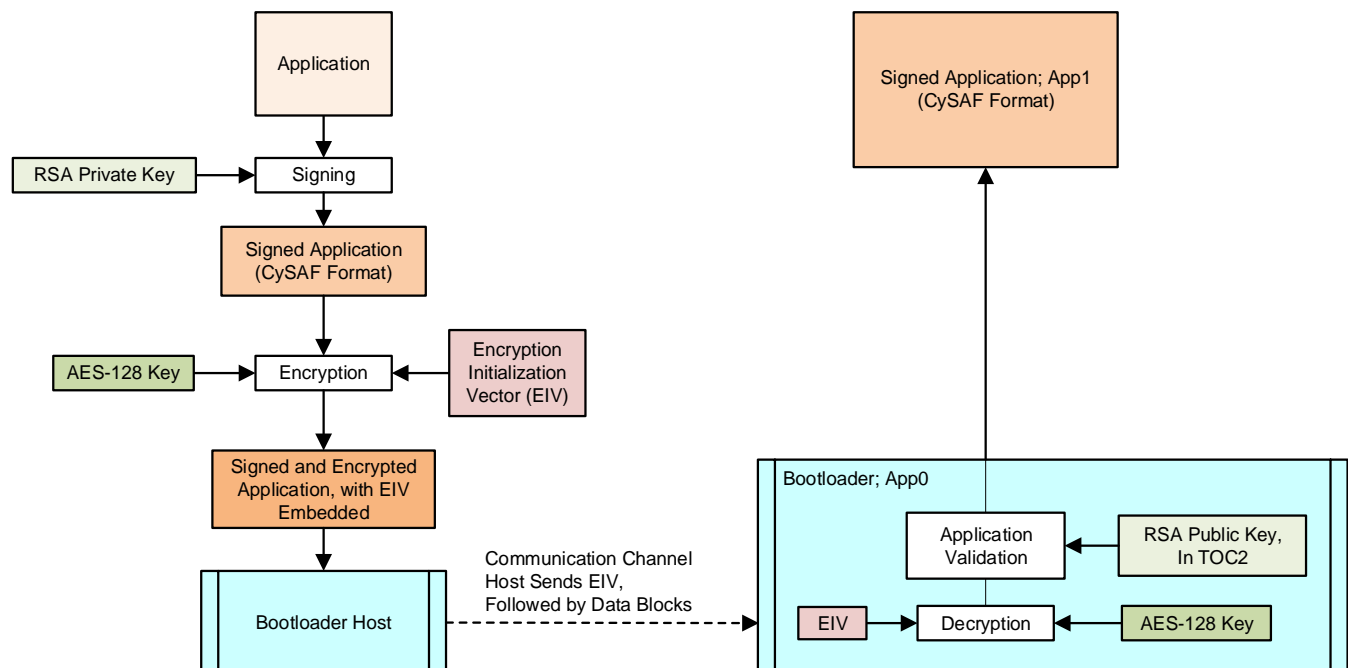 Application
RSA Private Key
Signing
Signed Application
(CySAF Format)
AES-128 Key
Encryption
Encryption
Initialization
Vector (EIV)
Signed and Encrypted
Application, with EIV
Embedded
Bootloader Host
Communication Channel
Host Sends EIV,
Followed by Data Blocks
Signed Application; App1
(CySAF Format)
Bootloader; App0
Application
Validation
RSA Public Key,
In TOC2
EIV
Decryption
AES-128 Key